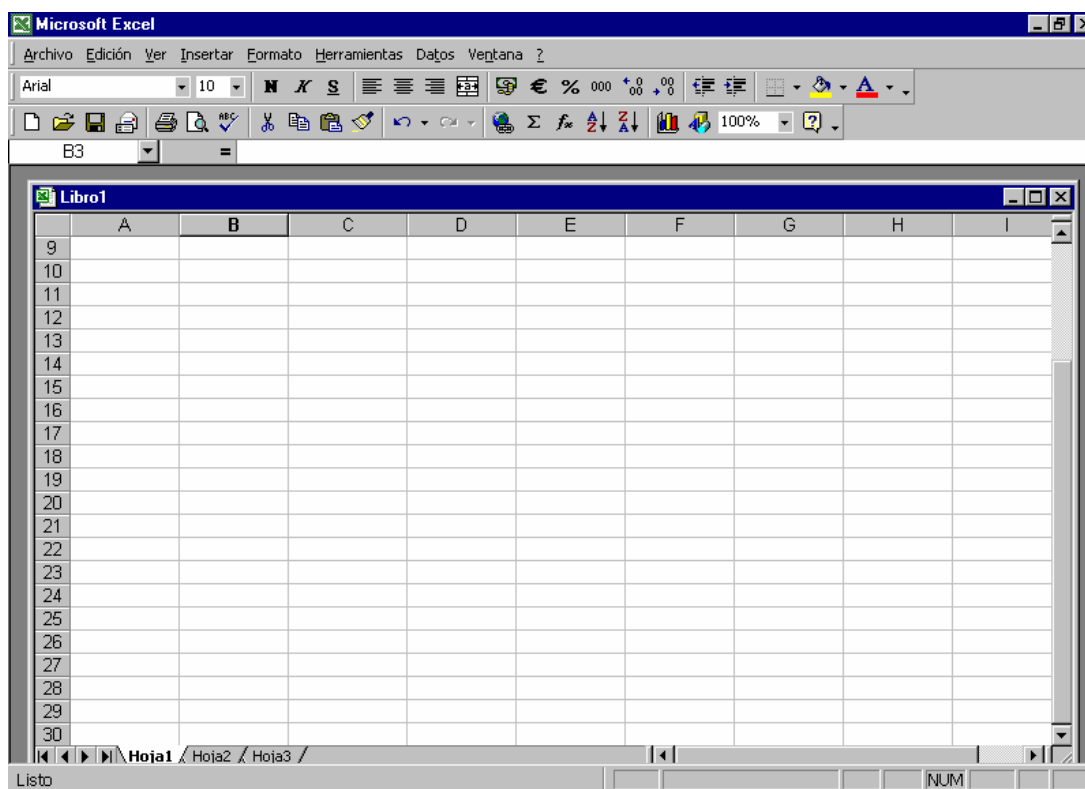 Microsoft Excel
Archivo Edición Ver Insertar Formato Herramientas Datos Ventana ?
Arial 10 N K S € % 000
ABC Σ fx A Z Z A 100% ?
B3 =
Libro1
A B C D E F G H I
9
10
11
12
13
14
15
16
17
18
19
20
21
22
23
24
25
26
27
28
29
30
Hoja1 Hoja2 Hoja3
Listo NUM